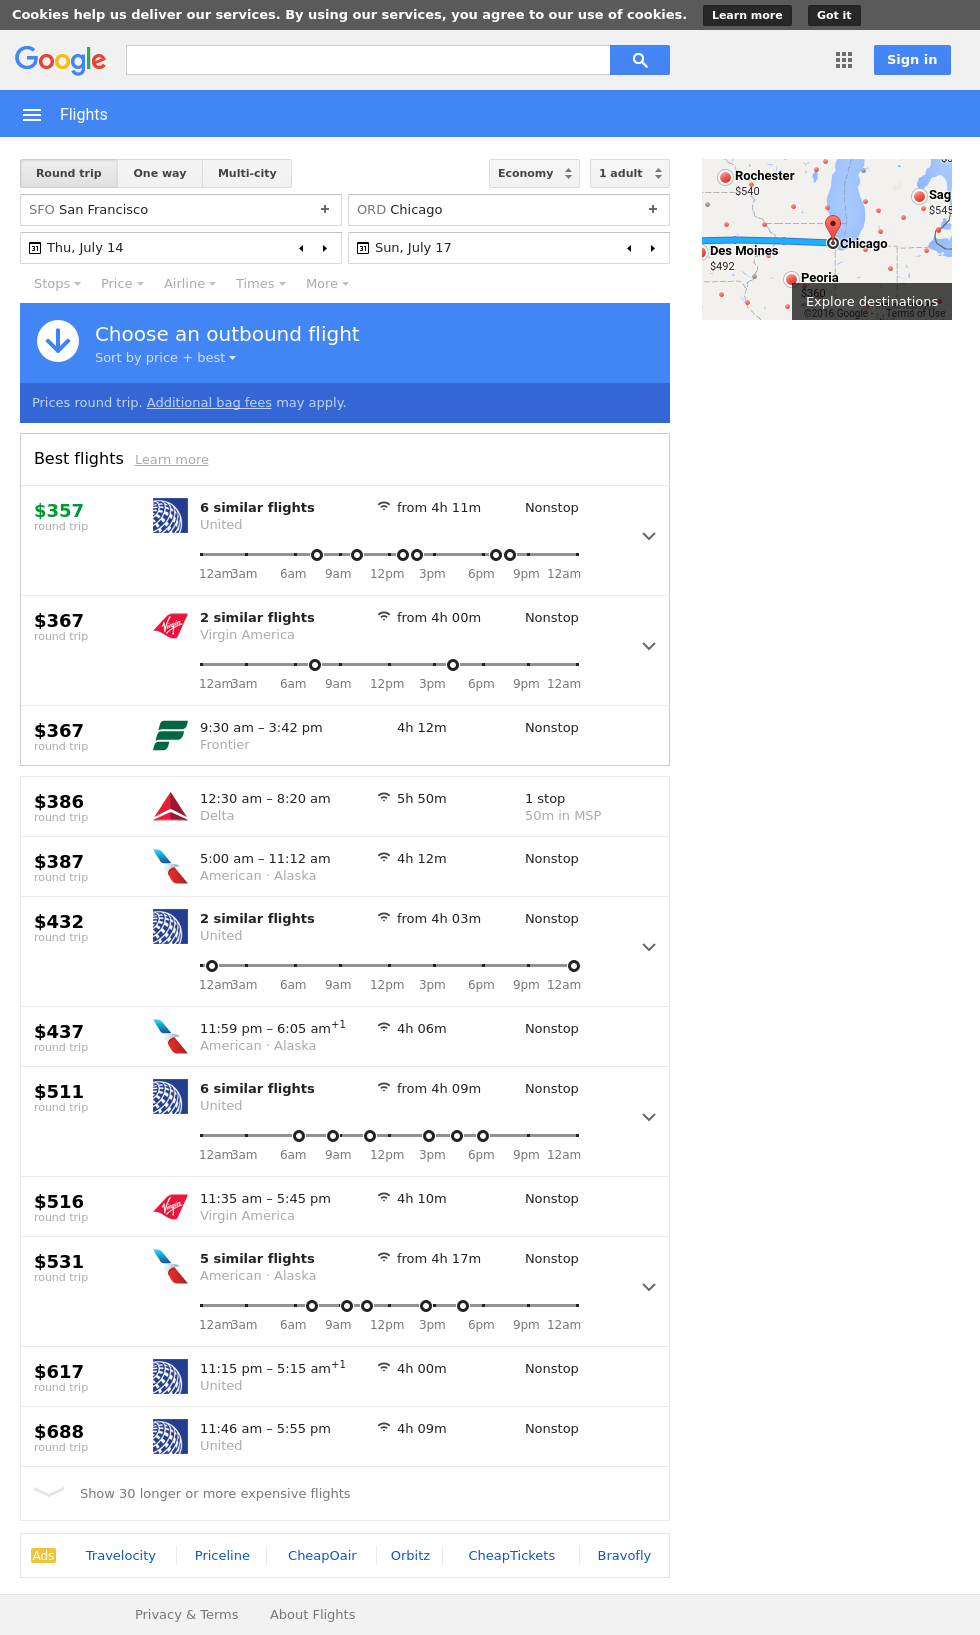 Cookies help us deliver our services. By using our services, you agree to our use of cookies. Learn more Got it
Google Sign in
Flights
Round trip One way Multi-city Economy 1 adult
SFO San Francisco + ORD Chicago +
31 Thu, July 14 31 Sun, July 17
Stops Price Airline Times More
Rochester
$540
Chicago
Des Moines
$492
Peoria
$360
Explore destinations
©2016 Google - Terms of Use
Choose an outbound flight
Sort by price + best
Prices round trip. Additional bag fees may apply.
Best flights Learn more
$357 6 similar flights from 4h 11m Nonstop
round trip United
12am 3am 6am 9am 12pm 3pm 6pm 9pm 12am
$367 2 similar flights from 4h 00m Nonstop
round trip Virgin America
12am 3am 6am 9am 12pm 3pm 6pm 9pm 12am
$367 9:30 am – 3:42 pm 4h 12m Nonstop
round trip Frontier
$386 12:30 am – 8:20 am 5h 50m 1 stop
round trip Delta 50m in MSP
$387 5:00 am – 11:12 am 4h 12m Nonstop
round trip American · Alaska
$432 2 similar flights from 4h 03m Nonstop
round trip United
12am 3am 6am 9am 12pm 3pm 6pm 9pm 12am
$437 11:59 pm – 6:05 am+1 4h 06m Nonstop
round trip American · Alaska
$511 6 similar flights from 4h 09m Nonstop
round trip United
12am 3am 6am 9am 12pm 3pm 6pm 9pm 12am
$516 11:35 am – 5:45 pm 4h 10m Nonstop
round trip Virgin America
$531 5 similar flights from 4h 17m Nonstop
round trip American · Alaska
12am 3am 6am 9am 12pm 3pm 6pm 9pm 12am
$617 11:15 pm – 5:15 am+1 4h 00m Nonstop
round trip United
$688 11:46 am – 5:55 pm 4h 09m Nonstop
round trip United
Show 30 longer or more expensive flights
Ads Travelocity Priceline CheapOair Orbitz CheapTickets Bravofly
Privacy & Terms About Flights